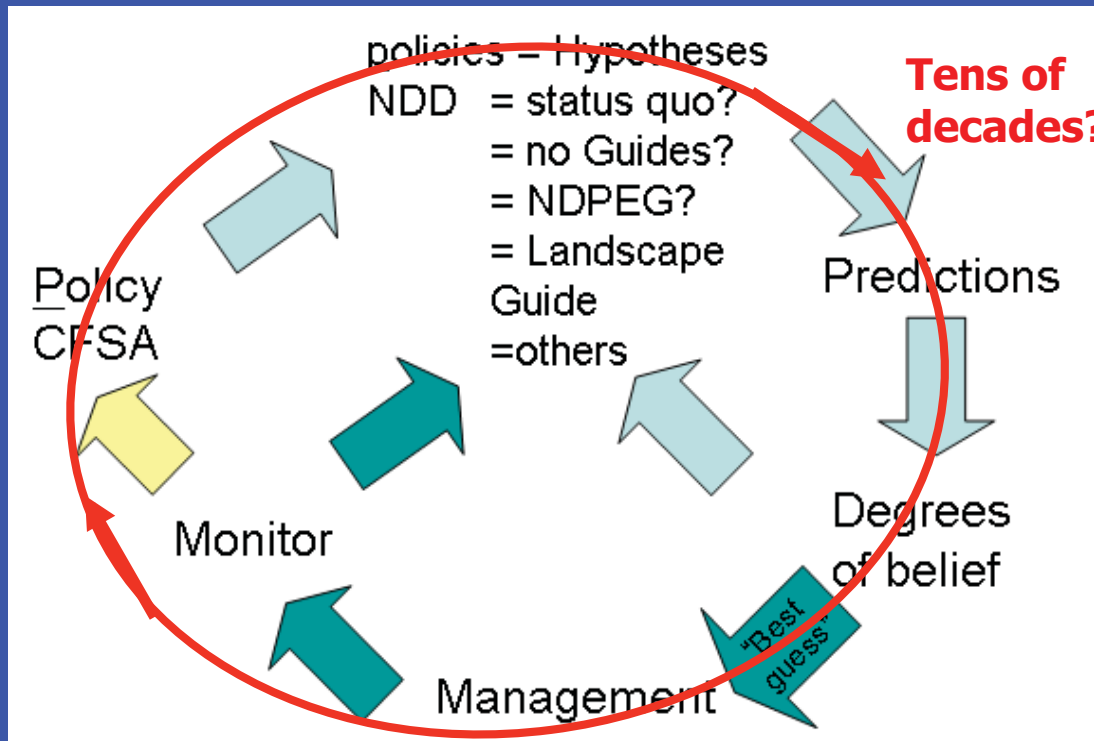 policies = Hypotheses
NDD = status quo?
= no Guides?
= NDPEG?
= Landscape
Guide
=others
Tens of
decades?
Predictions
Degrees
of belief
"Best
guess"
Management
Monitor
Policy
CFSA